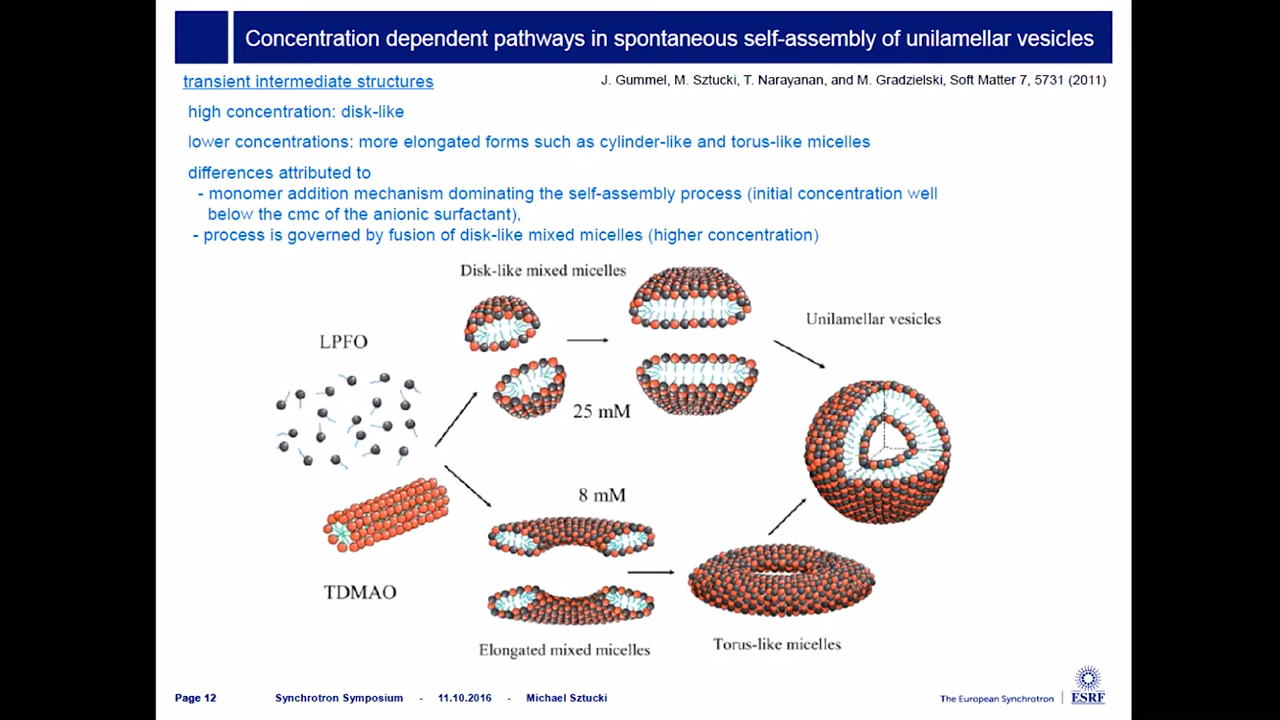 Concentration dependent pathways in spontaneous self-assembly of unilamellar vesicles
transient intermediate structures
J. Gummel, M. Sztucki, T. Narayanan, and M. Gradzielski, Soft Matter 7, 5731 (2011)
high concentration: disk-like
lower concentrations: more elongated forms such as cylinder-like and torus-like micelles
differences attributed to
- monomer addition mechanism dominating the self-assembly process (initial concentration well
below the cmc of the anionic surfactant),
- process is governed by fusion of disk-like mixed micelles (higher concentration)
Disk-like mixed micelles
Unilamellar vesicles
LPFO
25 mM
8 mM
TDMAO
Elongated mixed micelles
Torus-like micelles
Page 12
Synchrotron Symposium - 11.10.2016 - Michael Sztucki
The European Synchrotron
ESRF